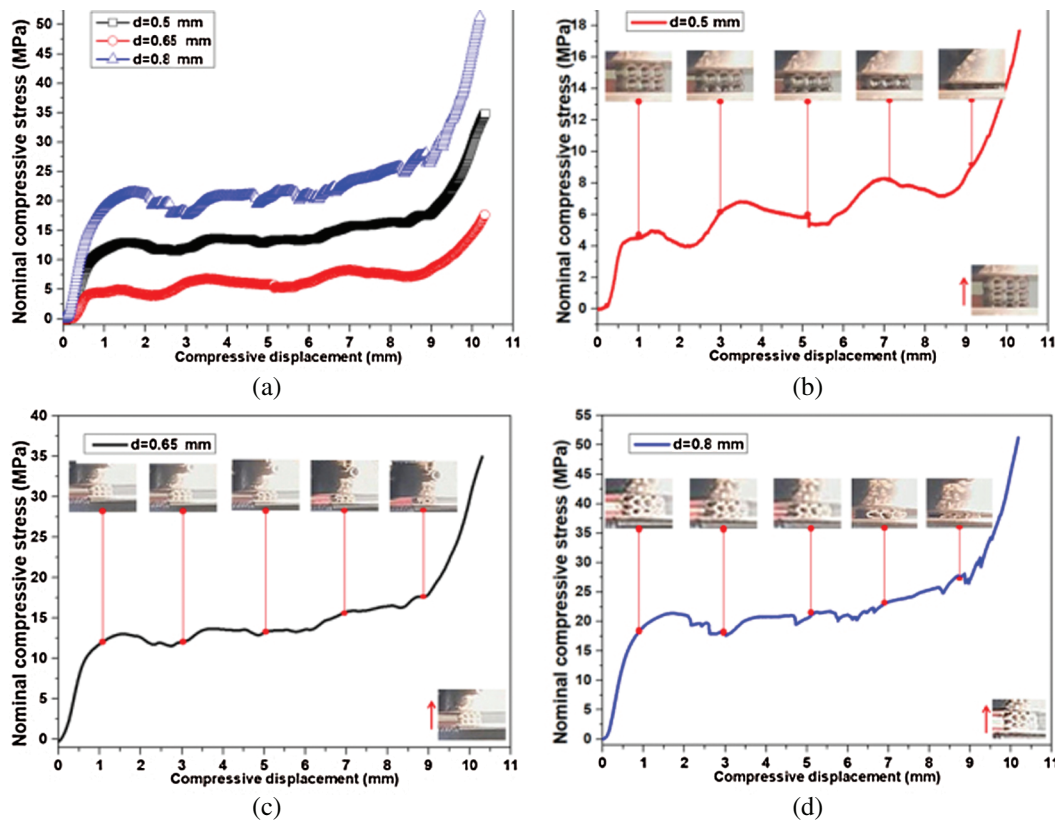 Nominal compressive stress (MPa)
50
45
40
35
30
25
20
15
10
5
0
d=0.5 mm
d=0.65 mm
d=0.8 mm
0 1 2 3 4 5 6 7 8 9 10 11
Compressive displacement (mm)
(a)
Nominal compressive stress (MPa)
18
16
14
12
10
8
6
4
2
0
d=0.5 mm
0 1 2 3 4 5 6 7 8 9 10 11
Compressive displacement (mm)
(b)
Nominal compressive stress (MPa)
40
35
30
25
20
15
10
5
0
d=0.65 mm
0 1 2 3 4 5 6 7 8 9 10 11
Compressive displacement (mm)
(c)
Nominal compressive stress (MPa)
55
50
45
40
35
30
25
20
15
10
5
0
d=0.8 mm
0 1 2 3 4 5 6 7 8 9 10 11
Compressive displacement (mm)
(d)